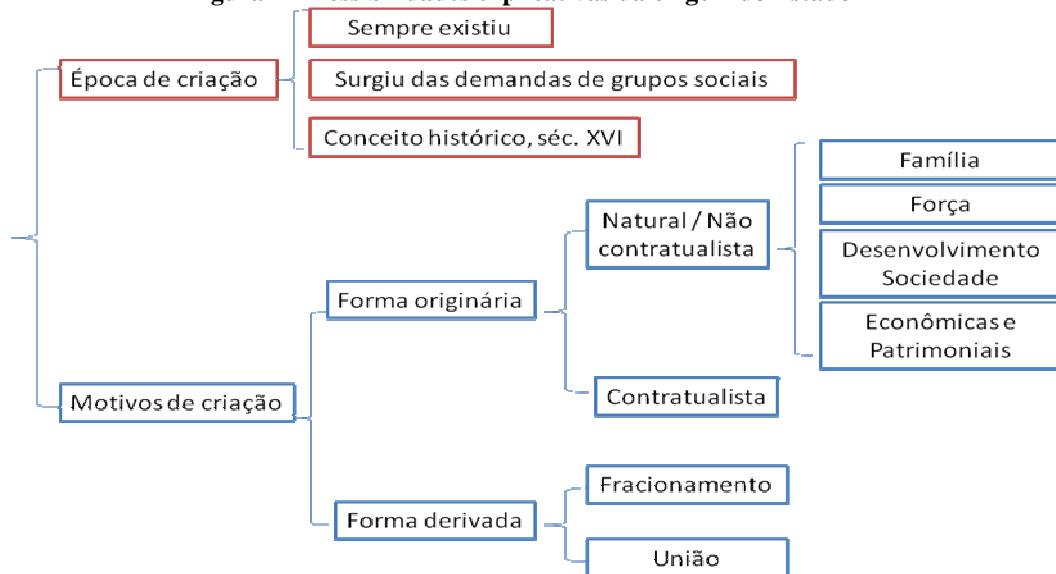 Sempre existiu
Época de criação
Surgiu das demandas de grupos sociais
Conceito histórico, séc. XVI
Família
Natural / Não
contratualista
Força
Desenvolvimento
Sociedade
Forma originária
Econômicas e
Patrimoniais
Motivos de criação
Contratualista
Fracionamento
Forma derivada
União